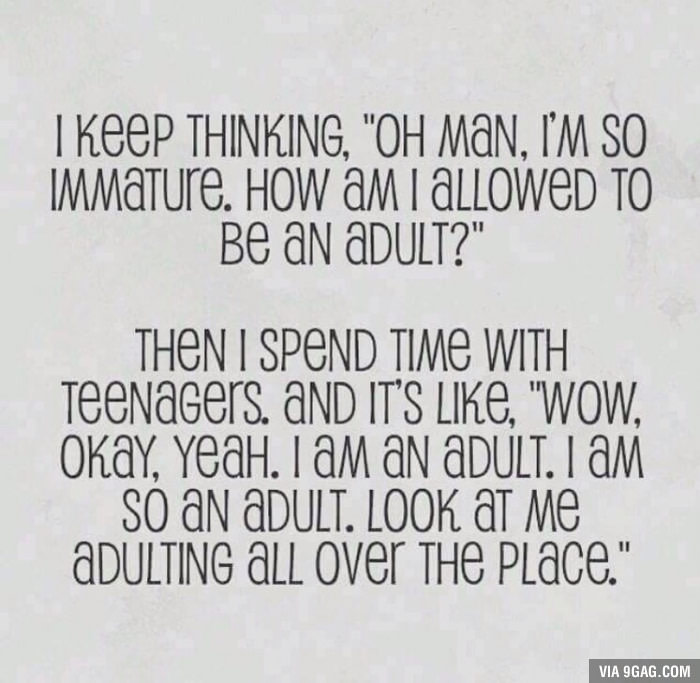 I KeeP THINKING, "OH MaN, I'M SO
IMMaTUre. HOW aM I aLLOWeD TO
Be aN aDULT?"
THeN I SPeND TIMe WITH
TeeNaGerS. aND IT'S LIKe, "WOW,
OKaY, YeaH. I aM aN aDULT. I aM
SO aN aDULT. LOOK aT Me
aDULTING aLL OVer THe PLaCe."
VIA 9GAG.COM